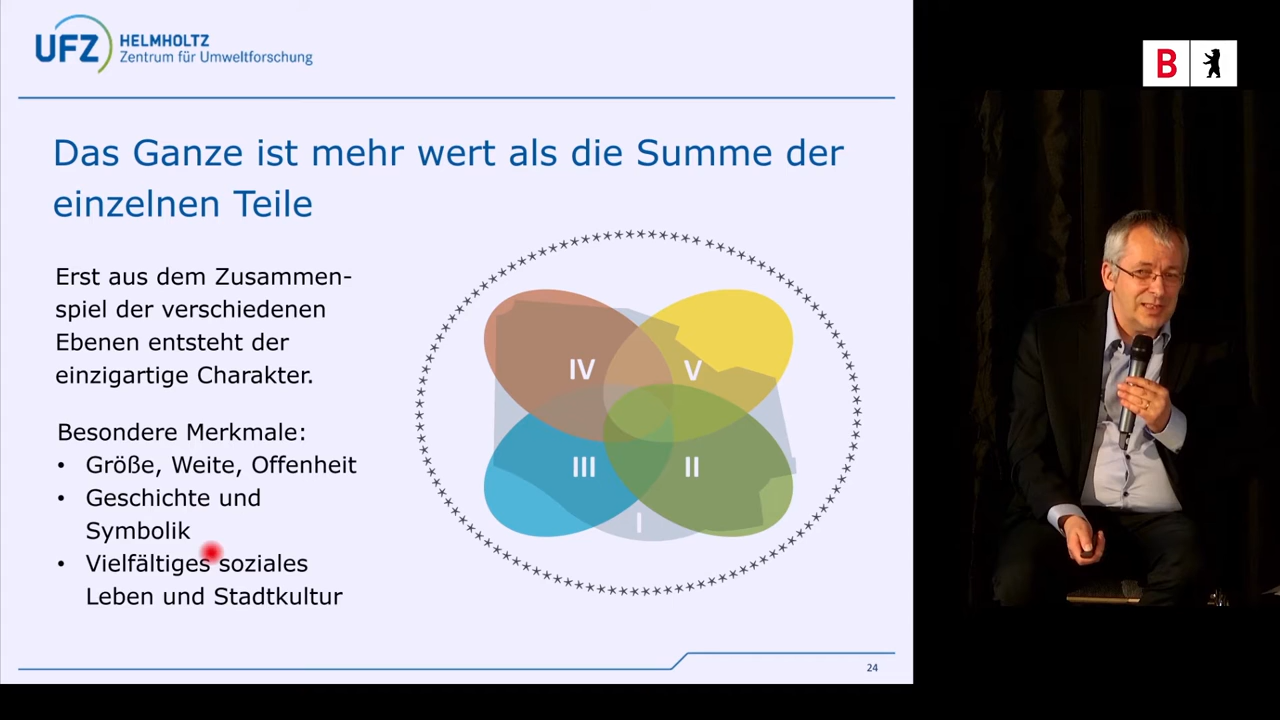 UFZ
HELMHOLTZ
Zentrum für Umweltforschung
B
Das Ganze ist mehr wert als die Summe der
einzelnen Teile
Erst aus dem Zusammen-
spiel der verschiedenen
Ebenen entsteht der
einzigartige Charakter.
Besondere Merkmale:
• Größe, Weite, Offenheit
• Geschichte und
Symbolik
• Vielfältiges soziales
Leben und Stadtkultur
IV
V
III
II
I
24